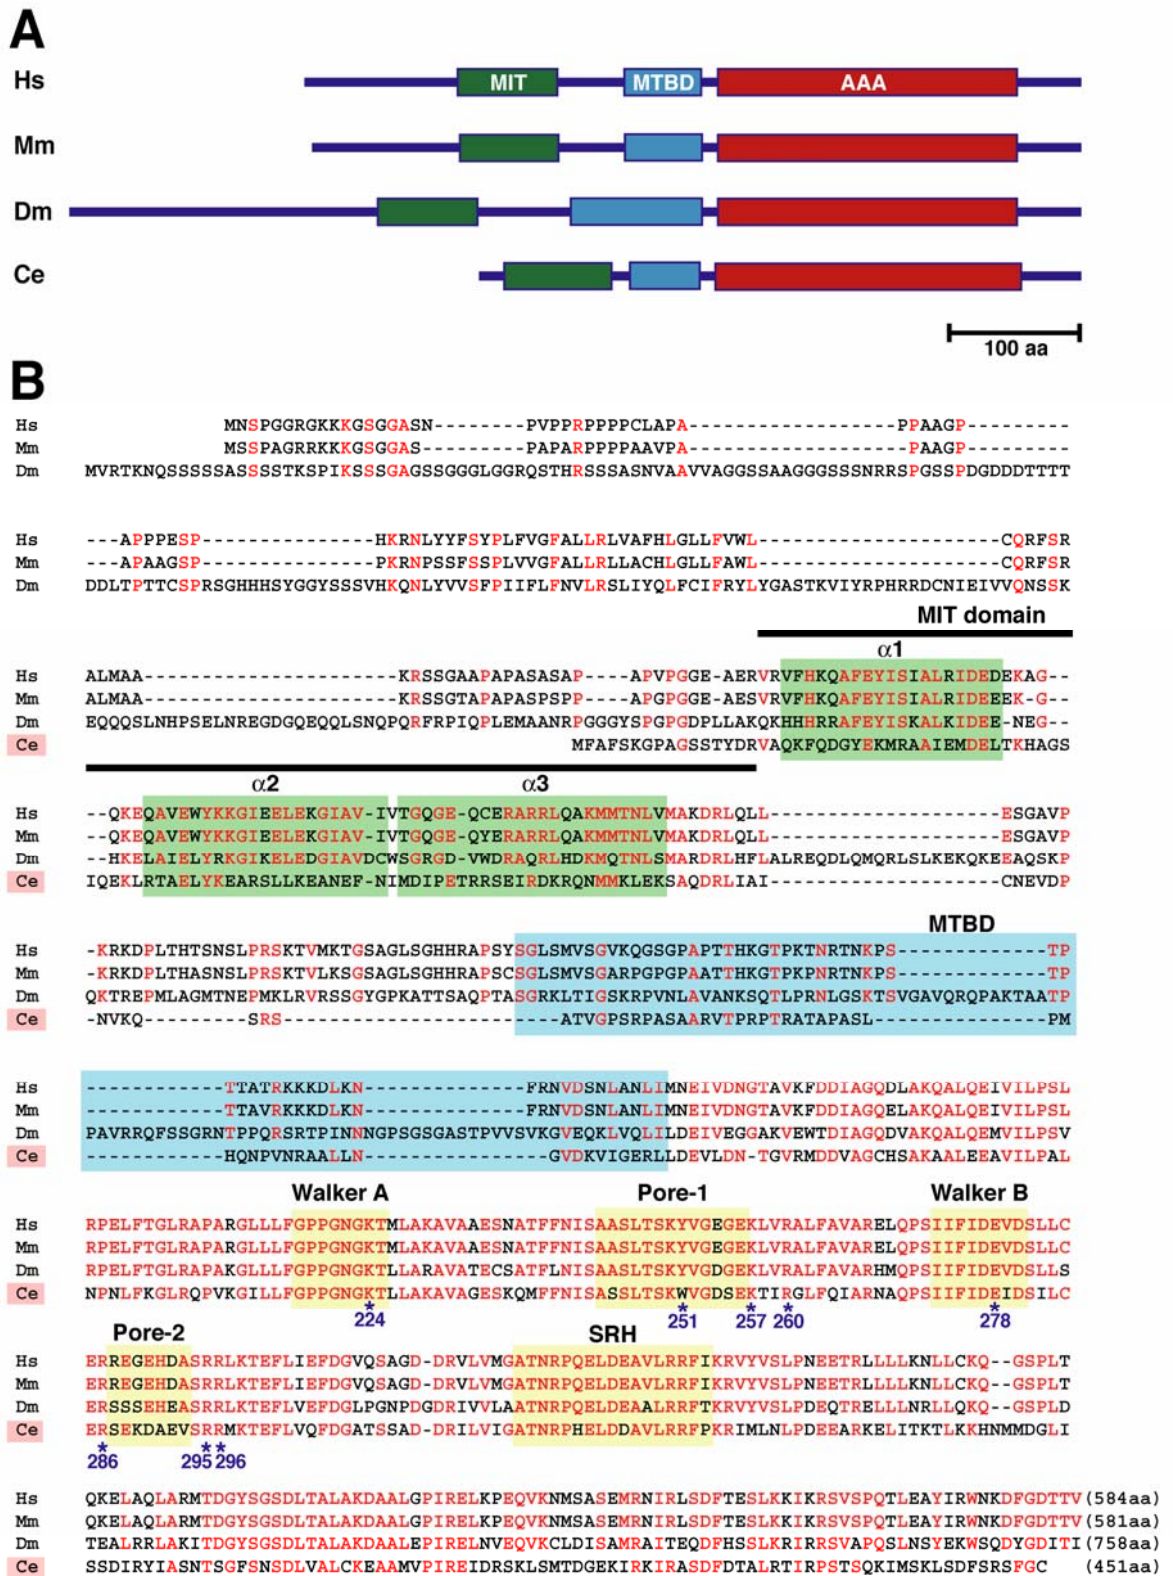 A
Hs
MIT MTBD AAA
Mm
Dm
Ce
100 aa
B
Hs MNSPGGRGKKKGSGGASN--------PVPPRPPPPCLAPA------------------PPAAGP---------
Mm MSSPAGRRKKKGSGGAS---------PAPARPPPPAAVPA-------------------PAAGP---------
Dm MVRTKNQSSSSSASSSSTKSPIKSSSGAGSSGGGLGGRQSTHRSSSASNVAAVVAGGSSAAGGGSSSNRRSPGSSPDGDDDTTTT
Hs ---APPPESP---------------HKRNLYYFSYPLFVGFALLRLVAFHLGLLFVWL---------------------CQRFSR
Mm ---APAAGSP---------------PKRNPSSFSSPLVVGFALLRLLACHLGLLFAWL---------------------CQRFSR
Dm DDLTPTTCSPRSGHHHSYGGYSSSVHKQNLYVVSFPIIFLFNVLRSLIYQLFCIFRYLYGASTKVIYRPHRRDCNIEIVVQNSSK
MIT domain
α1
Hs ALMAA----------------------KRSSGAAPAPASASAP----APVPGGE-AERVRVFHKQAFEYISIALRIDEDEKAG--
Mm ALMAA----------------------KRSSGTAPAPASPSAP----APGPGGE-AESVRVFHKQAFEYISIALRIDEEEK-G--
Dm EQQQSLNHPSELNREGDGQEQQLSNQPQRFRPIQPLEMAANRPGGGYSPGPGDPLLAKQKHHHRRAFEYISKALKIDEE-NEG--
Ce MFAFSKGPAGSSTYDRVAQKFQDGYEKMRAAIEMDELTKHAGS
α2 α3
Hs --QKEQAVEWYKKGIEELEKGIAV-IVTGQGE-QCERARRLQAKMMTNLVMAKDRLQLL--------------------ESGAVP
Mm --QKEQAVEWYKKGIEELEKGIAV-IVTGQGE-QYERARRLQAKMMTNLVMAKDRLQLL--------------------ESGAVP
Dm --HKELAIELYRKGIKELEDGIAVDCWSGRGD-VWDRAQRLHDKMQTNLSMARDRLHFLALREQDLQMQRLSLKEKQKEEAQSKP
Ce IQEKLRTAELYKEARSLLKEANEF-NIMDIPETRRSEIRDKRQNMMKLEKSAQDRLIAI--------------------CNEVDP
MTBD
Hs -KRKDPLTHTSNSLPRSKTVMKTGSAGLSGHHRAPSYSGLSMVSGVKQGSGPAPTTHKGTPKTNRTNKPS-------------TP
Mm -KRKDPLTHASNSLPRSKTVLKSGSAGLSGHHRAPSCSGLSMVSGARPGPGPAATTHKGTPKPNRTNKPS-------------TP
Dm QKTREPMLAGMTNEPMKLRVRSSGYGPKATTSAQPTASGRKLTIGSKRPVNLAVANKSQTLPRNLGSKTSVGAVQRQPAKTAATP
Ce -NVKQ---------SRS------------------------ATVGPSRPASAARVTPRPTRATAPASL---------------PM
Hs ------------TTATRKKKDLKN--------------FRNVDSNLANLIMNEIVDNGTAVKFDDIAGQDLAKQALQEIVILPSL
Mm ------------TTAVRKKKDLKN--------------FRNVDSNLANLIMNEIVDNGTAVKFDDIAGQELAKQALQEIVILPSL
Dm PAVRRQFSSGRNTPPQRSRTPINNNGPSGSGASTPVVSVKGVEQKLVQLILDEIVEGGAKVEWTDIAGQDVAKQALQEMVILPSV
Ce ------------HQNPVNRAALLN----------------GVDKVIGERLLDEVLDN-TGVRMDDVAGCHSAKAALEEAVILPAL
Walker A Pore-1 Walker B
Hs RPELFTGLRAPARGLLLFGPPGNGKTMLAKAVAAESNATFFNISAASLTSKYVGEGEKLVRALFAVARELQPSIIFIDEVDSLLC
Mm RPELFTGLRAPARGLLLFGPPGNGKTMLAKAVAAESNATFFNISAASLTSKYVGEGEKLVRALFAVARELQPSIIFIDEVDSLLC
Dm RPELFTGLRAPAKGLLLFGPPGNGKTLLARAVATECSATFLNISAASLTSKYVGDGEKLVRALFAVARHMQPSIIFIDEVDSLLS
Ce NPNLFKGLRQPVKGILLFGPPGNGKTLLAKAVAGESKQMFFNISASSLTSKWVGDSEKTIRGLFQIARNAQPSIIFIDEIDSILC
* * * * *
224 251 257 260 278
Pore-2 SRH
Hs ERREGEHDASRRLKTEFLIEFDGVQSAGD-DRVLVMGATNRPQELDEAVLRRFIKRVYVSLPNEETRLLLLKNLLCKQ--GSPLT
Mm ERREGEHDASRRLKTEFLIEFDGVQSAGD-DRVLVMGATNRPQELDEAVLRRFIKRVYVSLPNEETRLLLLKNLLCKQ--GSPLT
Dm ERSSSEHEASRRLKTEFLVEFDGLPGNPDGDRIVVLAATNRPQELDEAALRRFTKRVYVSLPDEQTRELLLNRLLQKQ--GSPLD
Ce ERSEKDAEVSRRMKTEFLVQFDGATSSAD-DRILVIGATNRPHELDDAVLRRFPKRIMLNLPDEEARKELITKTLKKHNMMDGLI
* * *
286 295 296
Hs QKELAQLARMTDGYSGSDLTALAKDAALGPIRELKPEQVKNMSASEMRNIRLSDFTESLKKIKRSVSPQTLEAYIRWNKDFGDTTV (584aa)
Mm QKELAQLARMTDGYSGSDLTALAKDAALGPIRELKPEQVKNMSASEMRNIRLSDFTESLKKIKRSVSPQTLEAYIRWNKDFGDTTV (581aa)
Dm TEALRRLAKITDGYSGSDLTALAKDAALEPIRELNVEQVKCLDISAMRAITEQDFHSSLKRIRRSVAPQSLNSYEKWSQDYGDITI (758aa)
Ce SSDIRYIASNTSGFSNSDLVALCKEAAMVPIREIDRSKLSMTDGEKIRKIRASDFDTALRTIRPSTSQKIMSKLSDFSRSFGC (451aa)